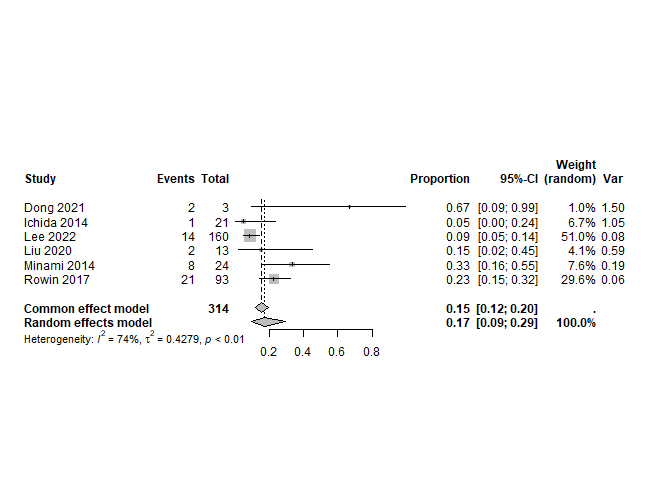 Weight
Study Events Total Proportion 95%-CI (random) Var
Dong 2021 2 3 0.67 [0.09; 0.99] 1.0% 1.50
Ichida 2014 1 21 0.05 [0.00; 0.24] 6.7% 1.05
Lee 2022 14 160 0.09 [0.05; 0.14] 51.0% 0.08
Liu 2020 2 13 0.15 [0.02; 0.45] 4.1% 0.59
Minami 2014 8 24 0.33 [0.16; 0.55] 7.6% 0.19
Rowin 2017 21 93 0.23 [0.15; 0.32] 29.6% 0.06
Common effect model 314 0.15 [0.12; 0.20] .
Random effects model 0.17 [0.09; 0.29] 100.0%
Heterogeneity: I² = 74%, τ² = 0.4279, p < 0.01
0.2 0.4 0.6 0.8